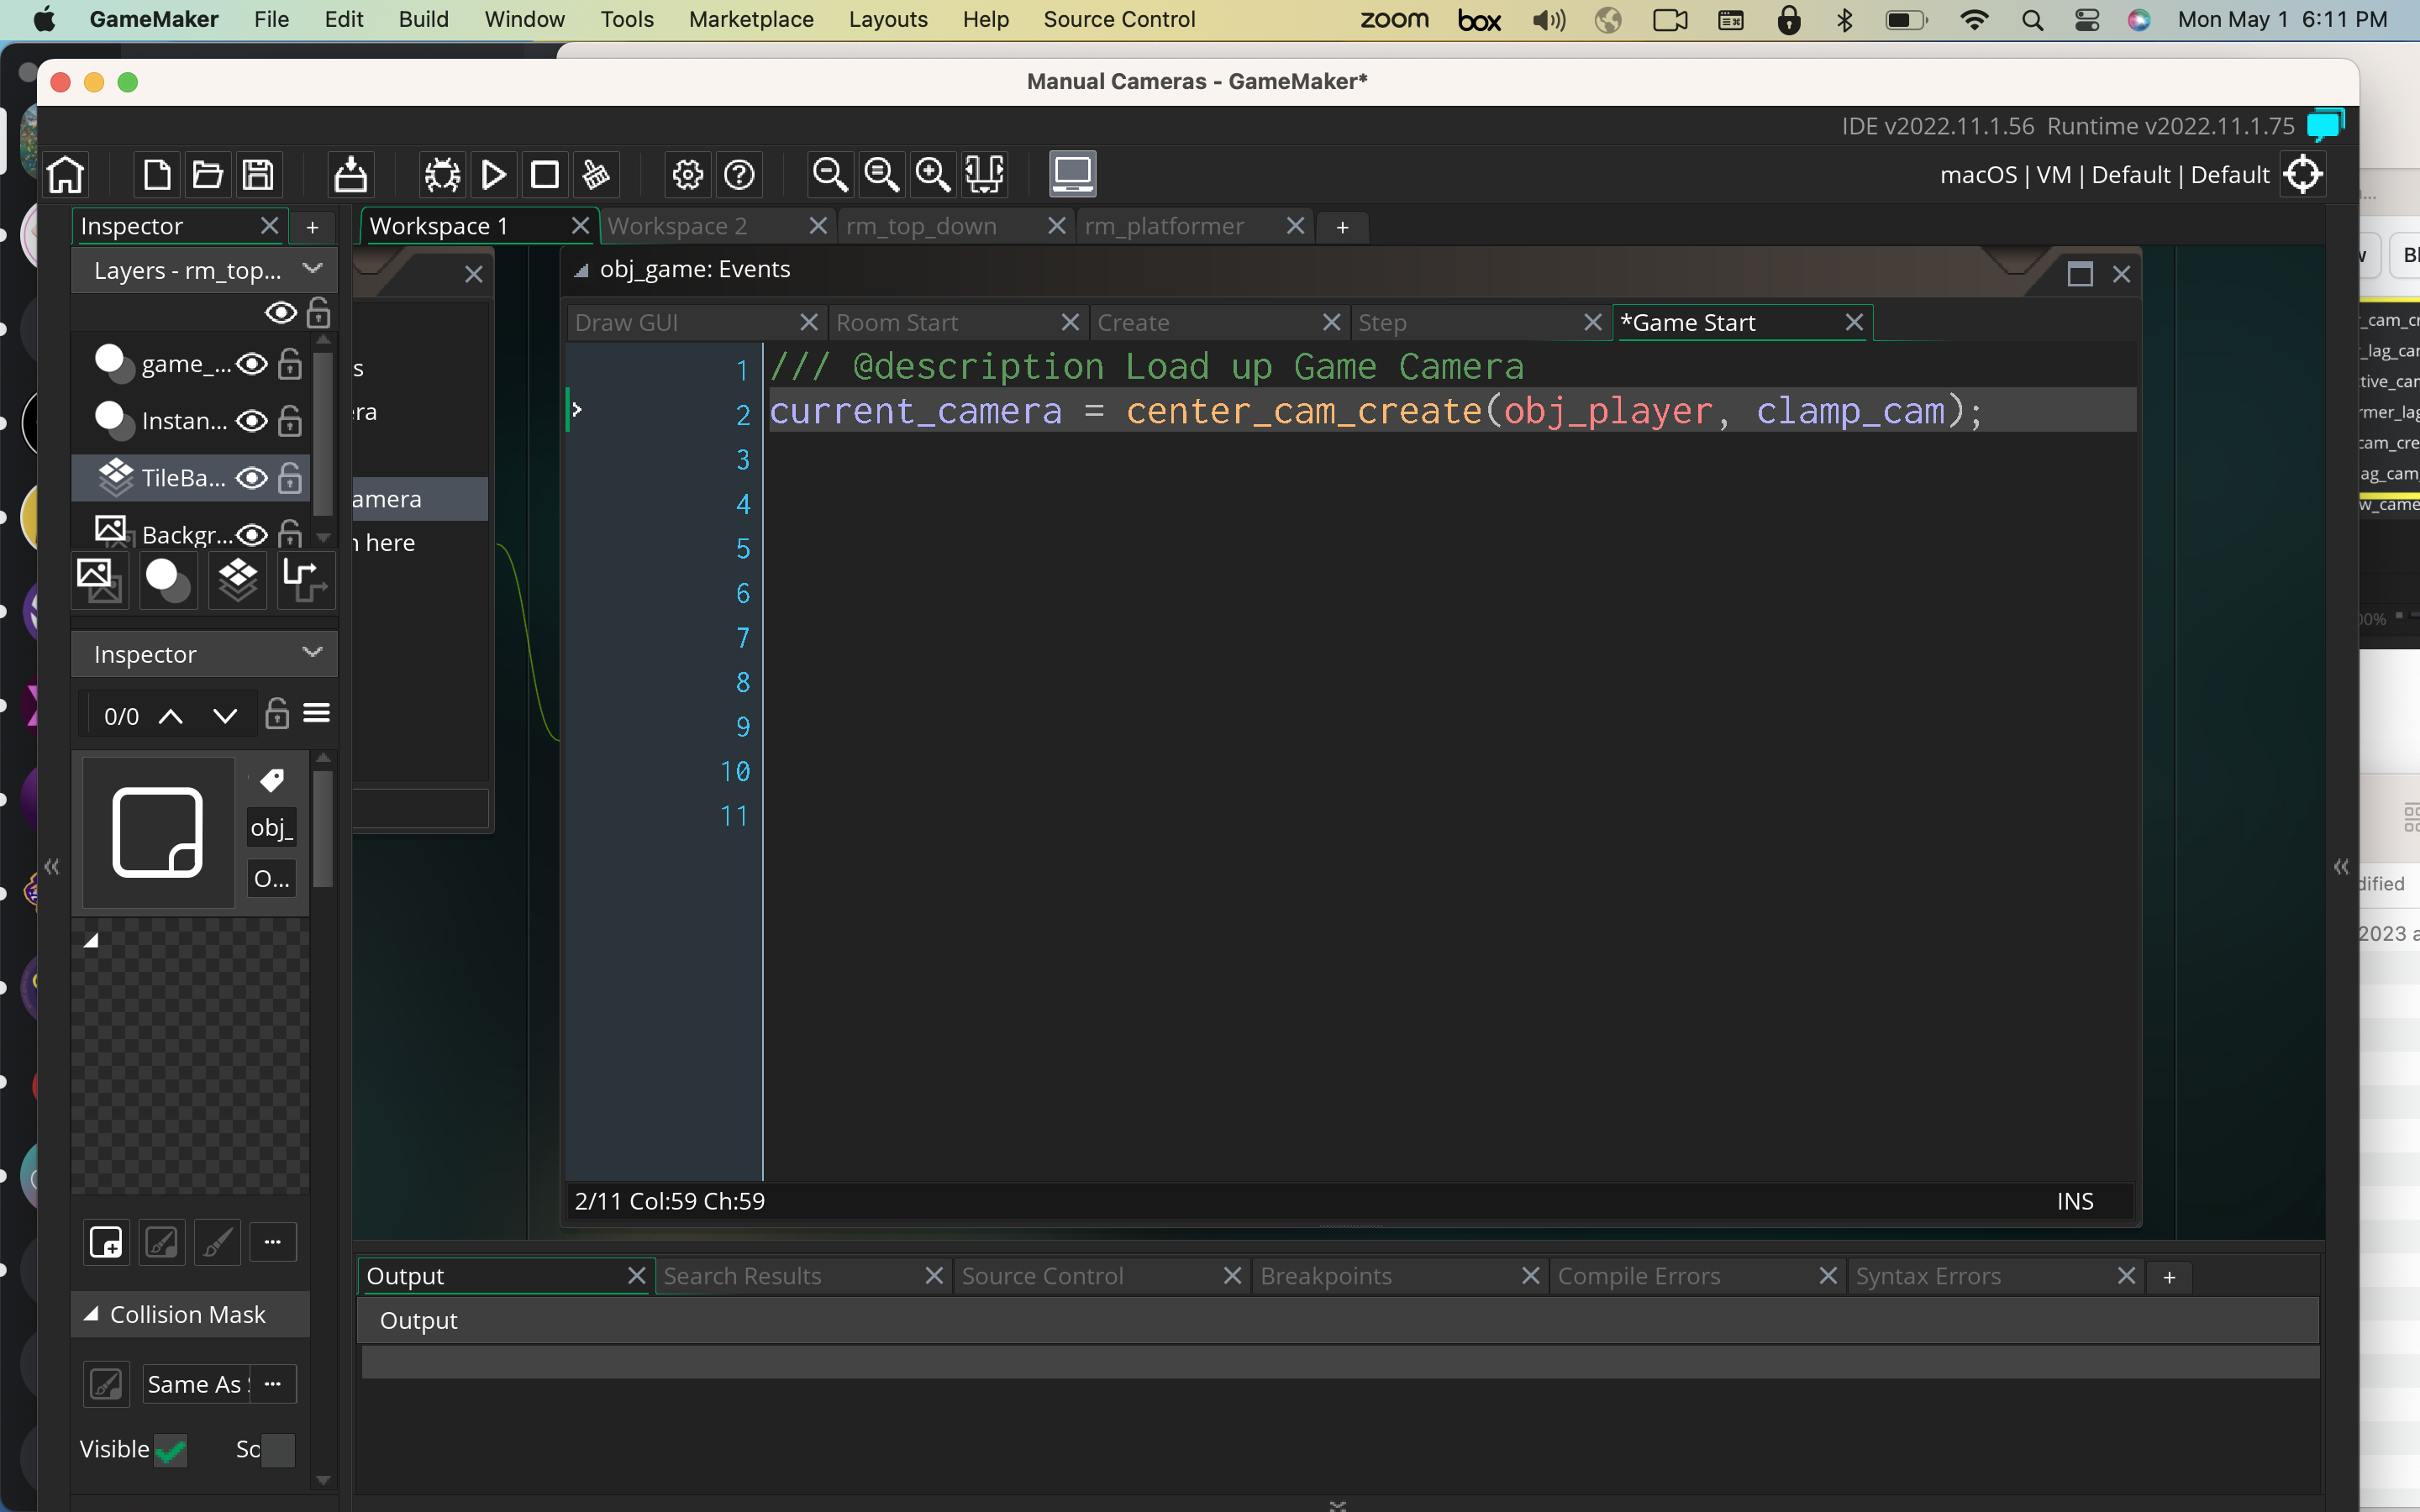 GameMaker File Edit Build Window Tools Marketplace Layouts Help Source Control zoom box Mon May 1 6:11 PM
Manual Cameras - GameMaker*
IDE v2022.11.1.56 Runtime v2022.11.1.75
macOS | VM | Default | Default
Inspector + Workspace 1 Workspace 2 rm_top_down rm_platformer +
Layers - rm_top...
obj_game: Events
Draw GUI Room Start Create Step *Game Start
game_...
Instan...
TileBa...
Backgr...
s
ra
amera
here
1 /// @description Load up Game Camera
2 current_camera = center_cam_create(obj_player, clamp_cam);
3
4
5
6
7
8
9
10
11
2/11 Col:59 Ch:59 INS
Inspector
0/0
obj_
O...
Collision Mask
Same As
Visible So
Output Search Results Source Control Breakpoints Compile Errors Syntax Errors +
Output
Bl
_cam_cr
_lag_car
tive_can
rmer_lag
cam_cre
ag_cam_
w_came
00%
dified
2023 a